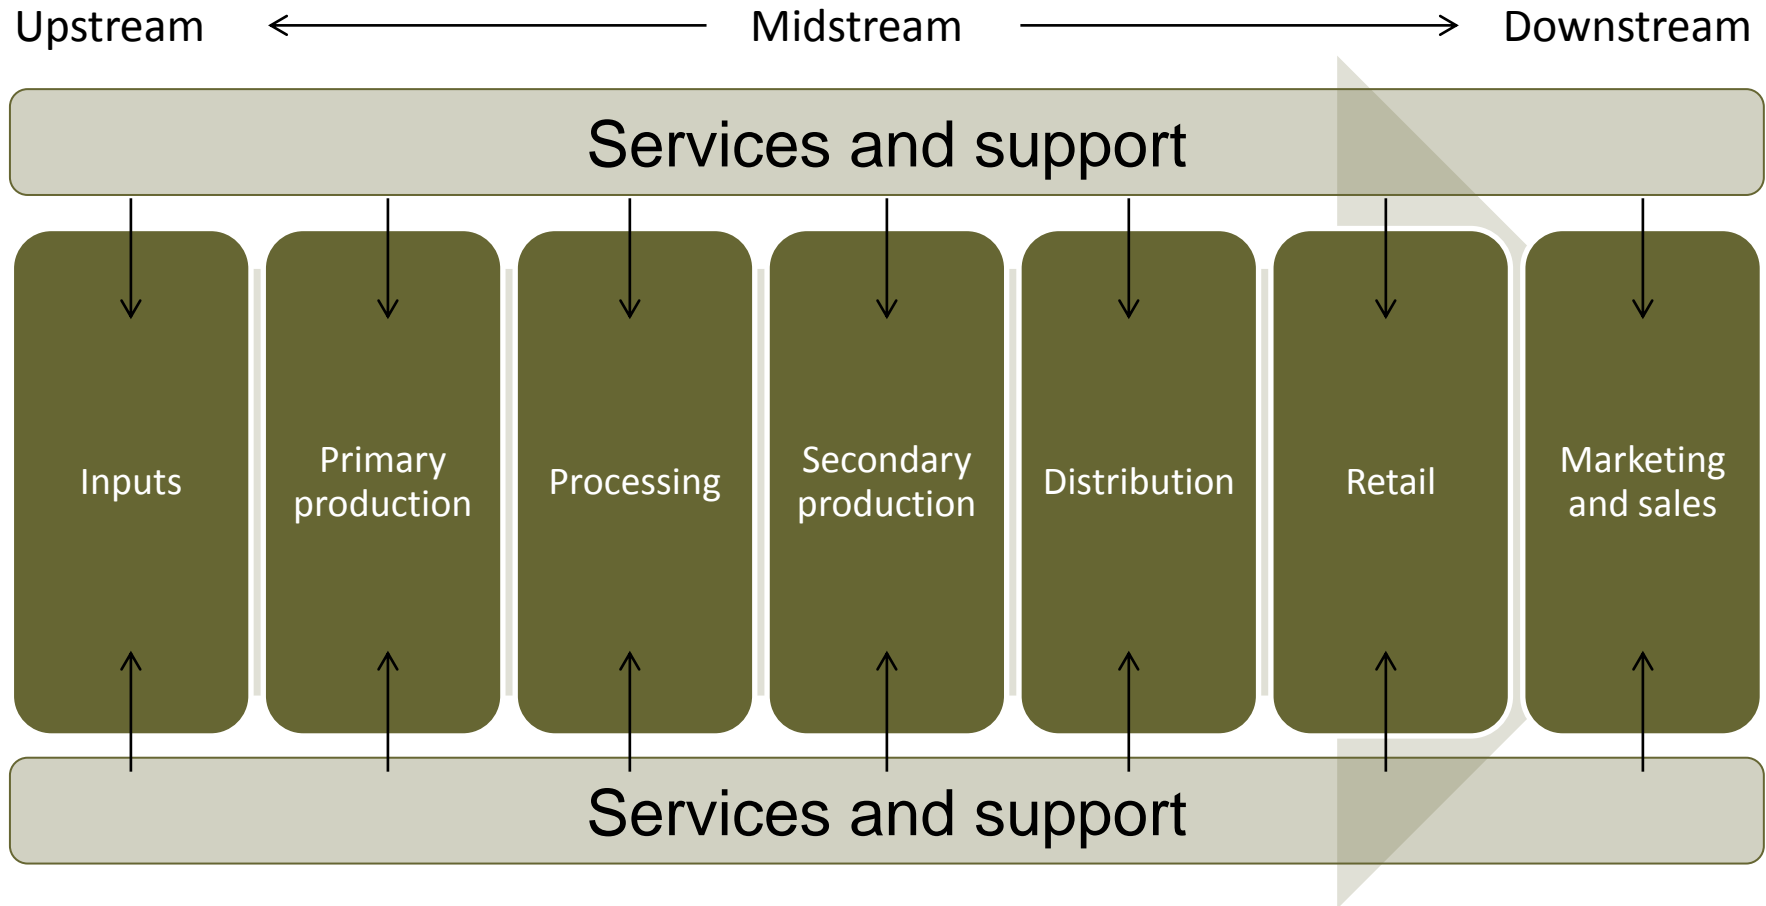 Upstream Midstream Downstream
Services and support
Inputs
Primary
production
Processing
Secondary
production
Distribution
Retail
Marketing
and sales
Services and support